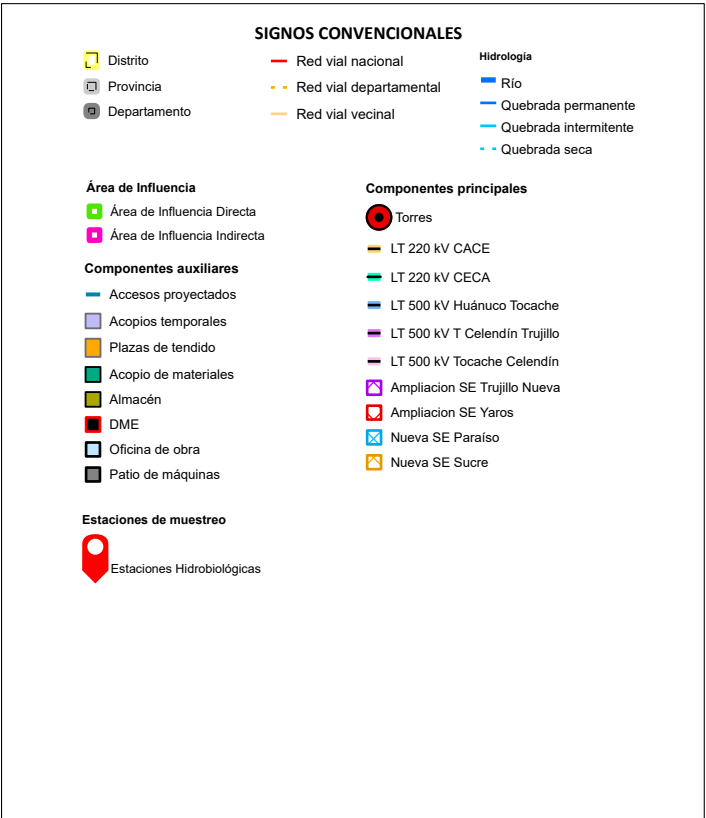 SIGNOS CONVENCIONALES
Distrito
Provincia
Departamento
Red vial nacional
Red vial departamental
Red vial vecinal
Hidrología
Río
Quebrada permanente
Quebrada intermitente
Quebrada seca
Área de Influencia
Área de Influencia Directa
Área de Influencia Indirecta
Componentes auxiliares
Accesos proyectados
Acopios temporales
Plazas de tendido
Acopio de materiales
Almacén
DME
Oficina de obra
Patio de máquinas
Componentes principales
Torres
LT 220 kV CACE
LT 220 kV CECA
LT 500 kV Huánuco Tocache
LT 500 kV T Celendín Trujillo
LT 500 kV Tocache Celendín
Ampliacion SE Trujillo Nueva
Ampliacion SE Yaros
Nueva SE Paraíso
Nueva SE Sucre
Estaciones de muestreo
Estaciones Hidrobiológicas